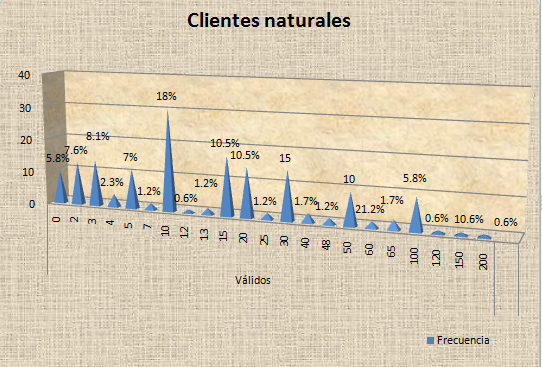 Clientes naturales
40
30
20
10
0
5.8% 7.6% 8.1% 2.3% 7% 1.2% 18% 0.6% 1.2% 10.5% 10.5% 1.2% 15 1.7% 1.2% 10 21.2% 1.7% 5.8% 0.6% 10.6% 0.6%
0 2 3 4 5 7 10 12 13 15 20 25 30 40 48 50 60 65 100 120 150 200
Válidos
Frecuencia